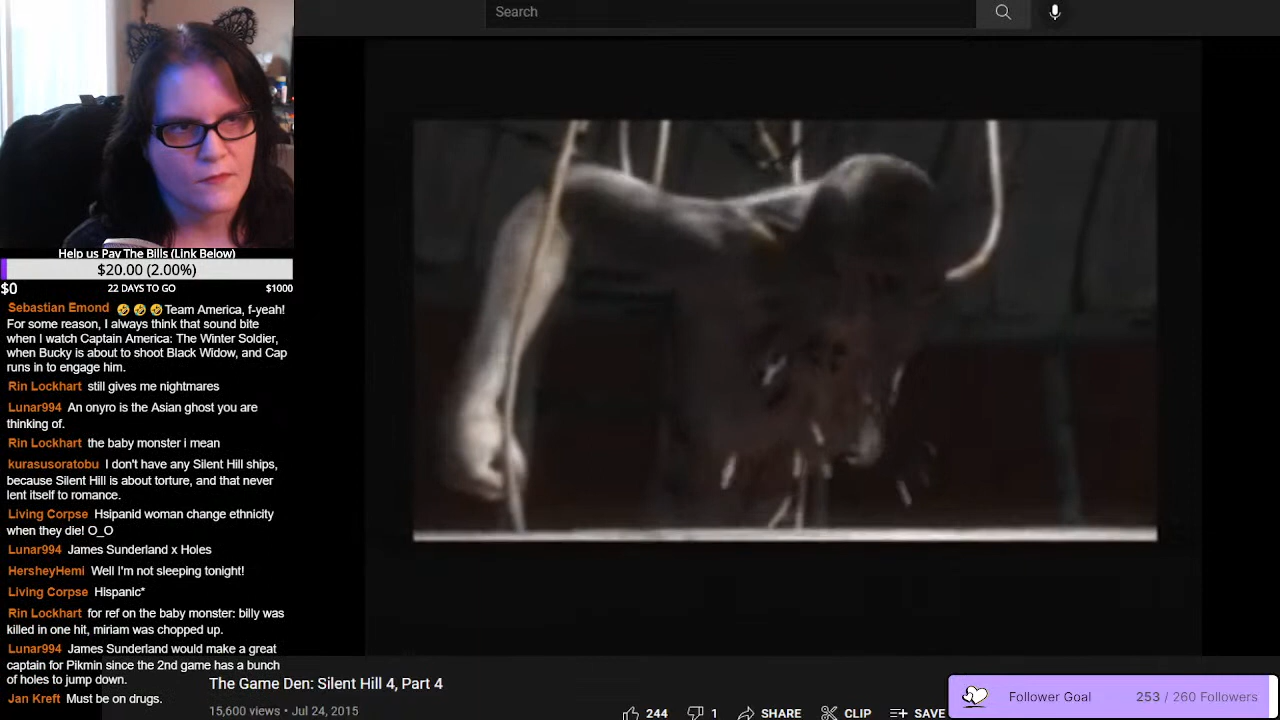 Search
Help us Pay The Bills (Link Below)
$20.00 (2.00%)
$0
22 DAYS TO GO
$1000
Sebastian Emond 🤣 🤣 🤣 Team America, f-yeah!
For some reason, I always think that sound bite
when I watch Captain America: The Winter Soldier,
when Bucky is about to shoot Black Widow, and Cap
runs in to engage him.
Rin Lockhart still gives me nightmares
Lunar994 An onyro is the Asian ghost you are
thinking of.
Rin Lockhart the baby monster i mean
kurasusoratobu I don't have any Silent Hill ships,
because Silent Hill is about torture, and that never
lent itself to romance.
Living Corpse Hsipanid woman change ethnicity
when they die! O_O
Lunar994 James Sunderland x Holes
HersheyHemi Well I'm not sleeping tonight!
Living Corpse Hispanic*
Rin Lockhart for ref on the baby monster: billy was
killed in one hit, miriam was chopped up.
Lunar994 James Sunderland would make a great
captain for Pikmin since the 2nd game has a bunch
of holes to jump down.
Jan Kreft Must be on drugs.
The Game Den: Silent Hill 4, Part 4
15,600 views • Jul 24, 2015
244
1
SHARE
CLIP
SAVE
Follower Goal
253 / 260 Followers